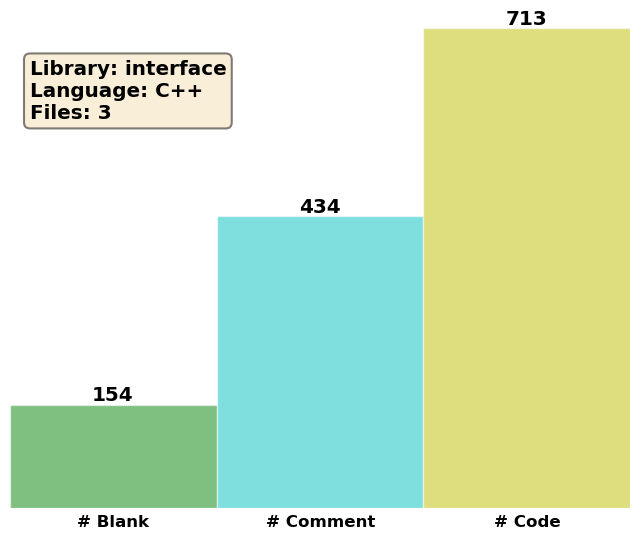 713
Library: interface
Language: C++
Files: 3
434
154
# Blank
# Comment
# Code